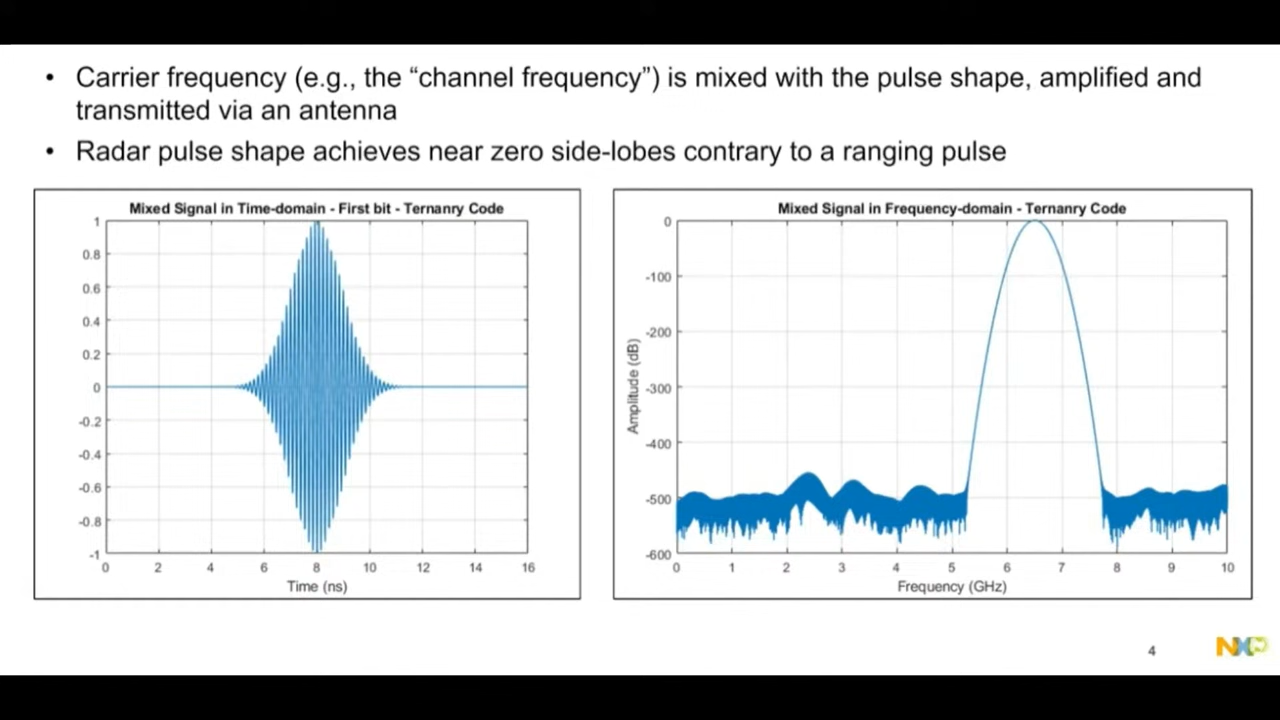 • Carrier frequency (e.g., the “channel frequency”) is mixed with the pulse shape, amplified and
transmitted via an antenna
• Radar pulse shape achieves near zero side-lobes contrary to a ranging pulse
Mixed Signal in Time-domain - First bit - Ternanry Code
1
0.8
0.6
0.4
0.2
0
-0.2
-0.4
-0.6
-0.8
-1
0 2 4 6 8 10 12 14 16
Time (ns)
Mixed Signal in Frequency-domain - Ternanry Code
Amplitude (dB)
0
-100
-200
-300
-400
-500
-600
0 1 2 3 4 5 6 7 8 9 10
Frequency (GHz)
4
NXP